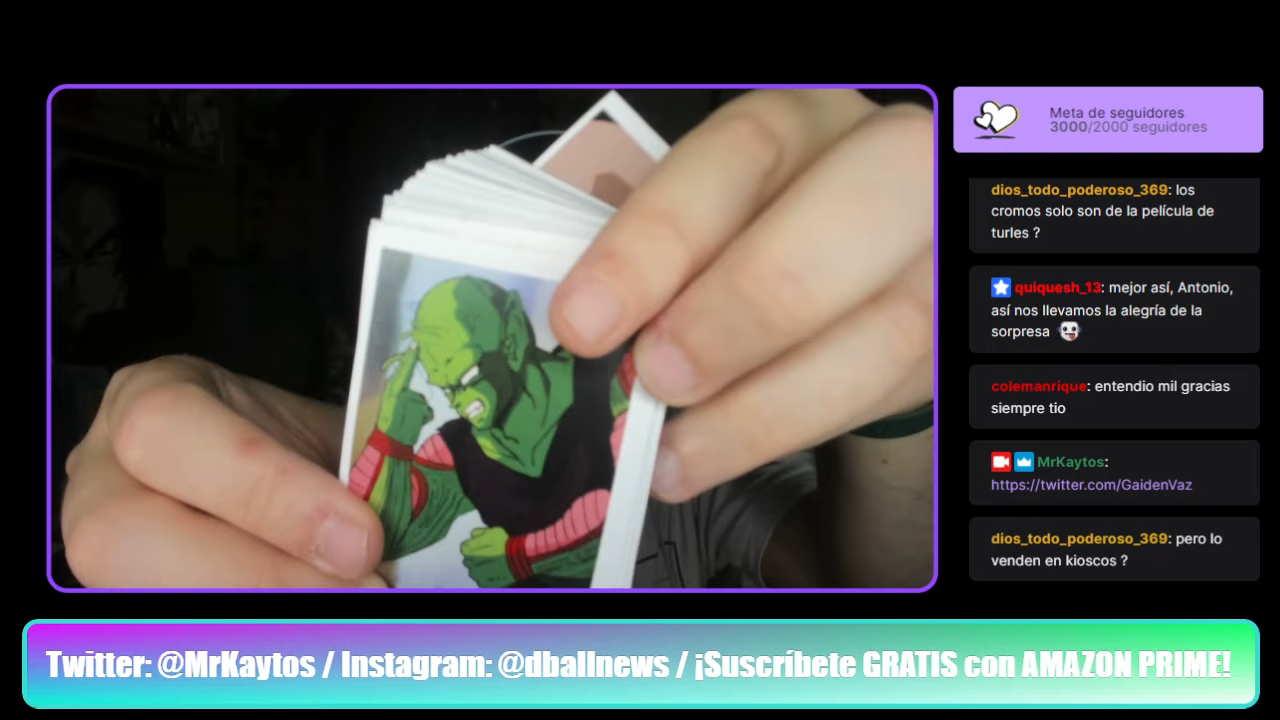 Meta de seguidores
3000/2000 seguidores
dios_todo_poderoso_369: los
cromos solo son de la película de
turles ?
quiquesh_13: mejor así, Antonio,
así nos llevamos la alegría de la
sorpresa
colemanrique: entendio mil gracias
siempre tio
MrKaytos:
https://twitter.com/GaidenVaz
dios_todo_poderoso_369: pero lo
venden en kioscos ?
Twitter: @MrKaytos / Instagram: @dballnews / ¡Suscríbete GRATIS con AMAZON PRIME!